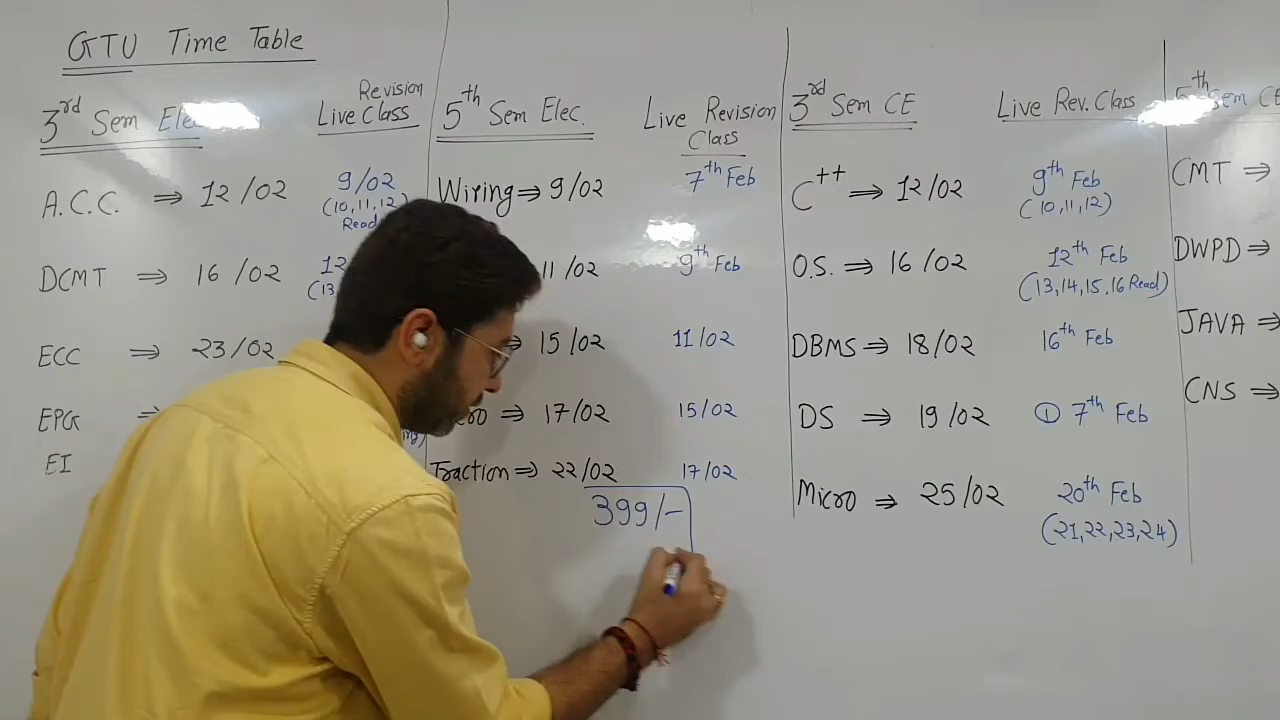 GTU Time Table
3rd Sem Elec
Revision
Live Class
A.C.C. ⇒ 12/02 9/02
(10,11,12)
Read
DCMT ⇒ 16/02 12
(13
ECC ⇒ 23/02
EPG
EI
5th Sem Elec.
Live Revision
Class
Wiring ⇒ 9/02 7th Feb
11/02 9th Feb
15/02 11/02
⇒ 17/02 15/02
Traction ⇒ 22/02 17/02
399/-
3rd Sem CE Live Rev. Class
C++ ⇒ 12/02 9th Feb
(10,11,12)
O.S. ⇒ 16/02 12th Feb
(13,14,15,16 Read)
DBMS ⇒ 18/02 16th Feb
DS ⇒ 19/02 ① 7th Feb
Micro ⇒ 25/02 20th Feb
(21,22,23,24)
5th Sem CE
CMT ⇒
DWPD ⇒
JAVA ⇒
CNS ⇒